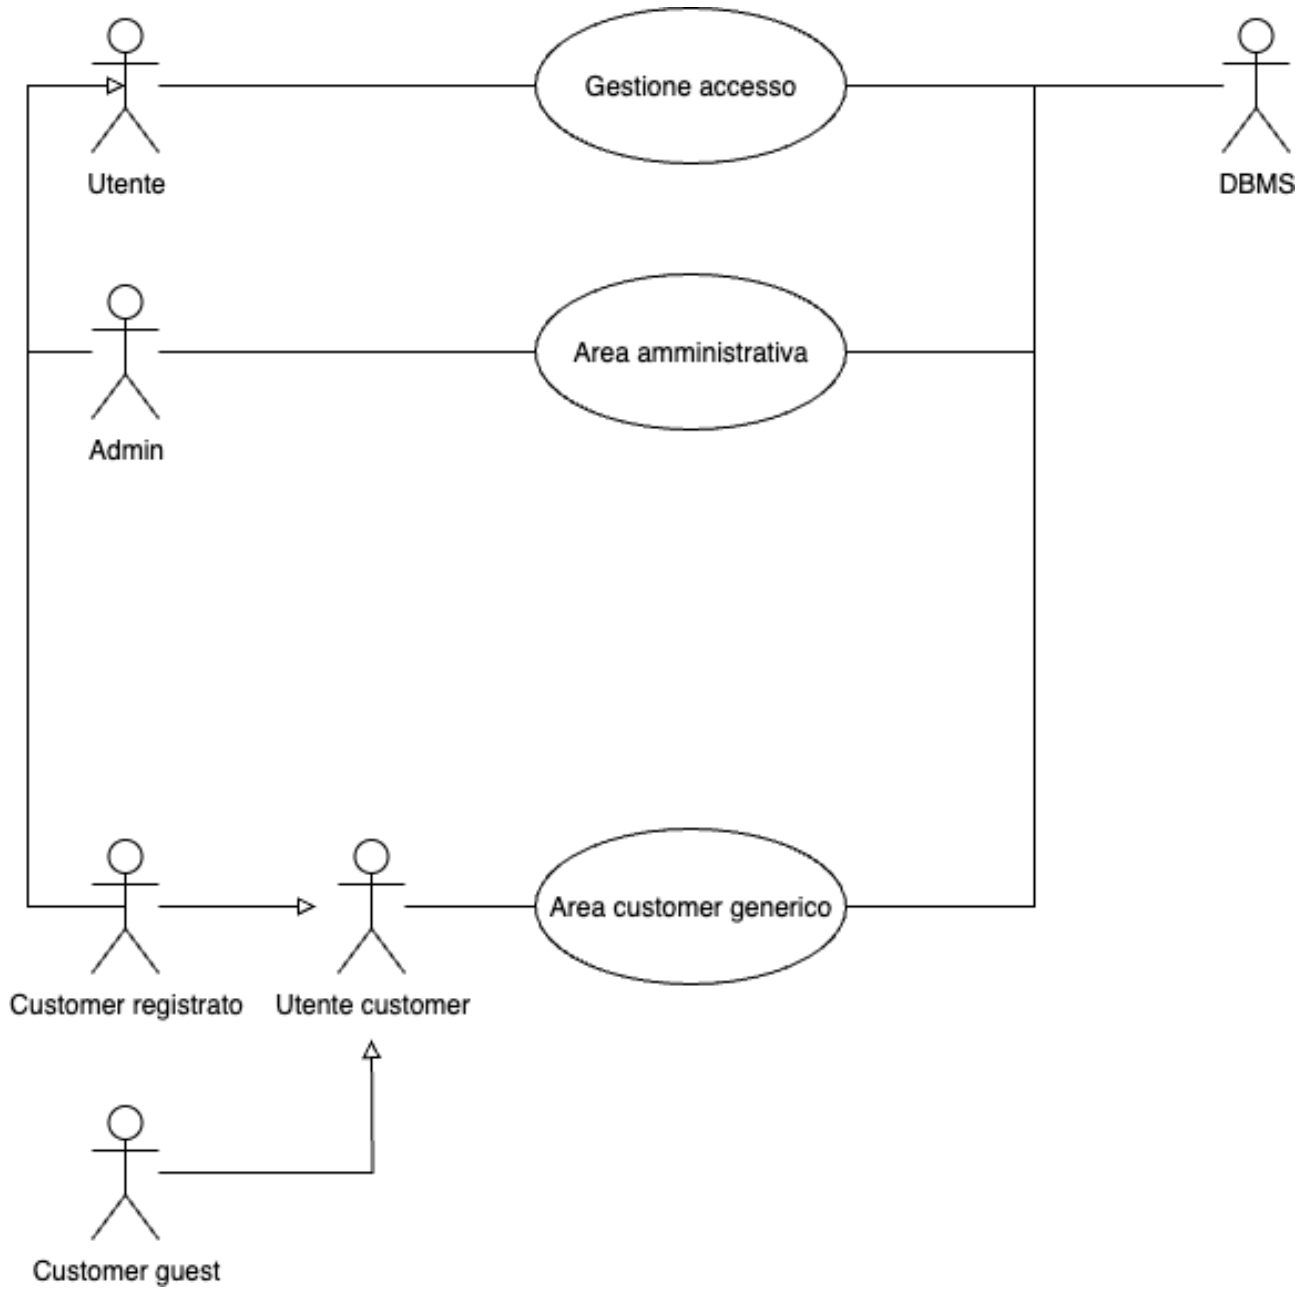 Gestione accesso
Utente
DBMS
Area amministrativa
Admin
Area customer generico
Customer registrato
Utente customer
Customer guest